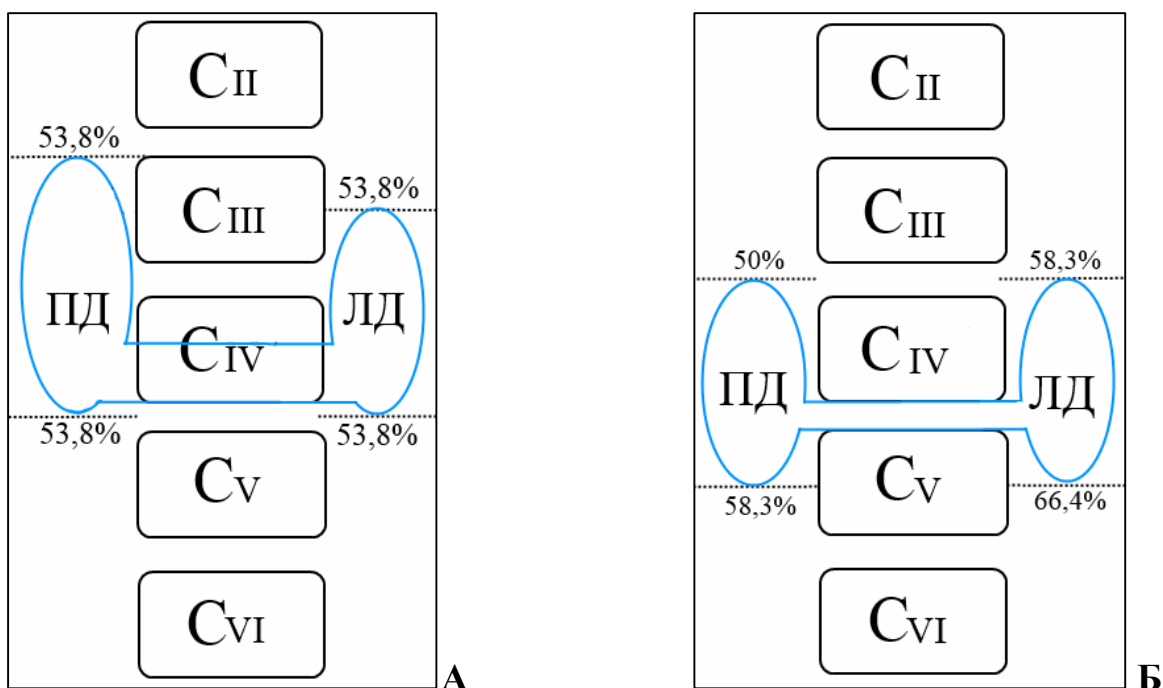 CII
53,8%
CIII
53,8%
ПД
CIV
ЛД
53,8%
53,8%
CV
CVI
А
CII
CIII
50%
58,3%
CIV
ПД
ЛД
CV
58,3%
66,4%
CVI
Б